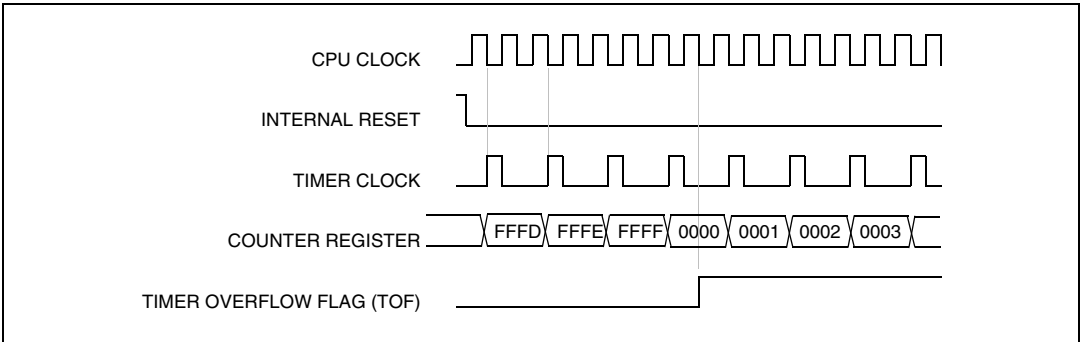 CPU CLOCK
INTERNAL RESET
TIMER CLOCK
COUNTER REGISTER FFFD FFFE FFFF 0000 0001 0002 0003
TIMER OVERFLOW FLAG (TOF)